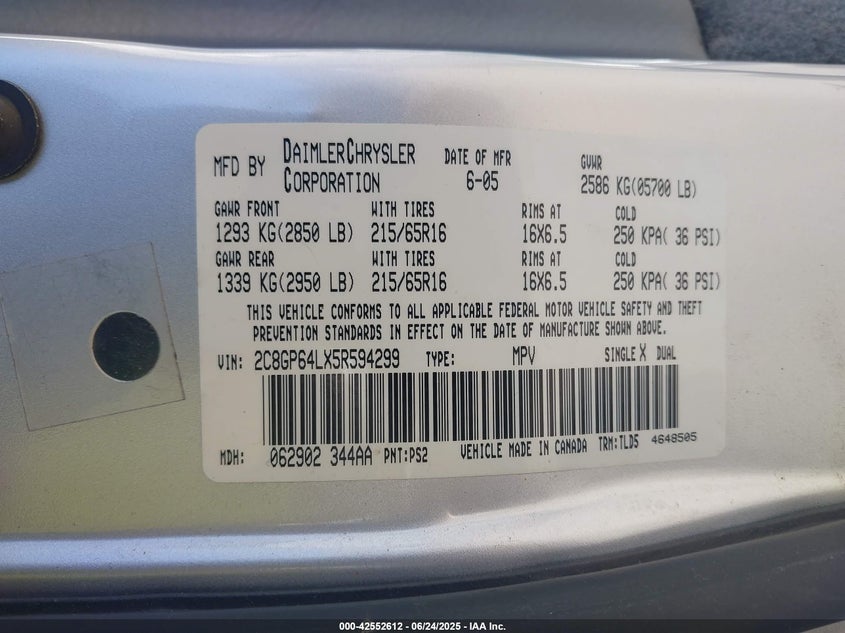 MFD BY DAIMLERCHRYSLER CORPORATION DATE OF MFR 6-05 GVWR 2586 KG(05700 LB)
GAWR FRONT WITH TIRES RIMS AT COLD
1293 KG(2850 LB) 215/65R16 16X6.5 250 KPA( 36 PSI)
GAWR REAR WITH TIRES RIMS AT COLD
1339 KG(2950 LB) 215/65R16 16X6.5 250 KPA( 36 PSI)
THIS VEHICLE CONFORMS TO ALL APPLICABLE FEDERAL MOTOR VEHICLE SAFETY AND THEFT
PREVENTION STANDARDS IN EFFECT ON THE DATE OF MANUFACTURE SHOWN ABOVE.
VIN: 2C8GP64LX5R594299 TYPE: MPV SINGLE X DUAL
MDH: 062902 344AA PNT:PS2 VEHICLE MADE IN CANADA TRM:TLD5 4648505
000-42552612 - 06/24/2025 - IAA Inc.